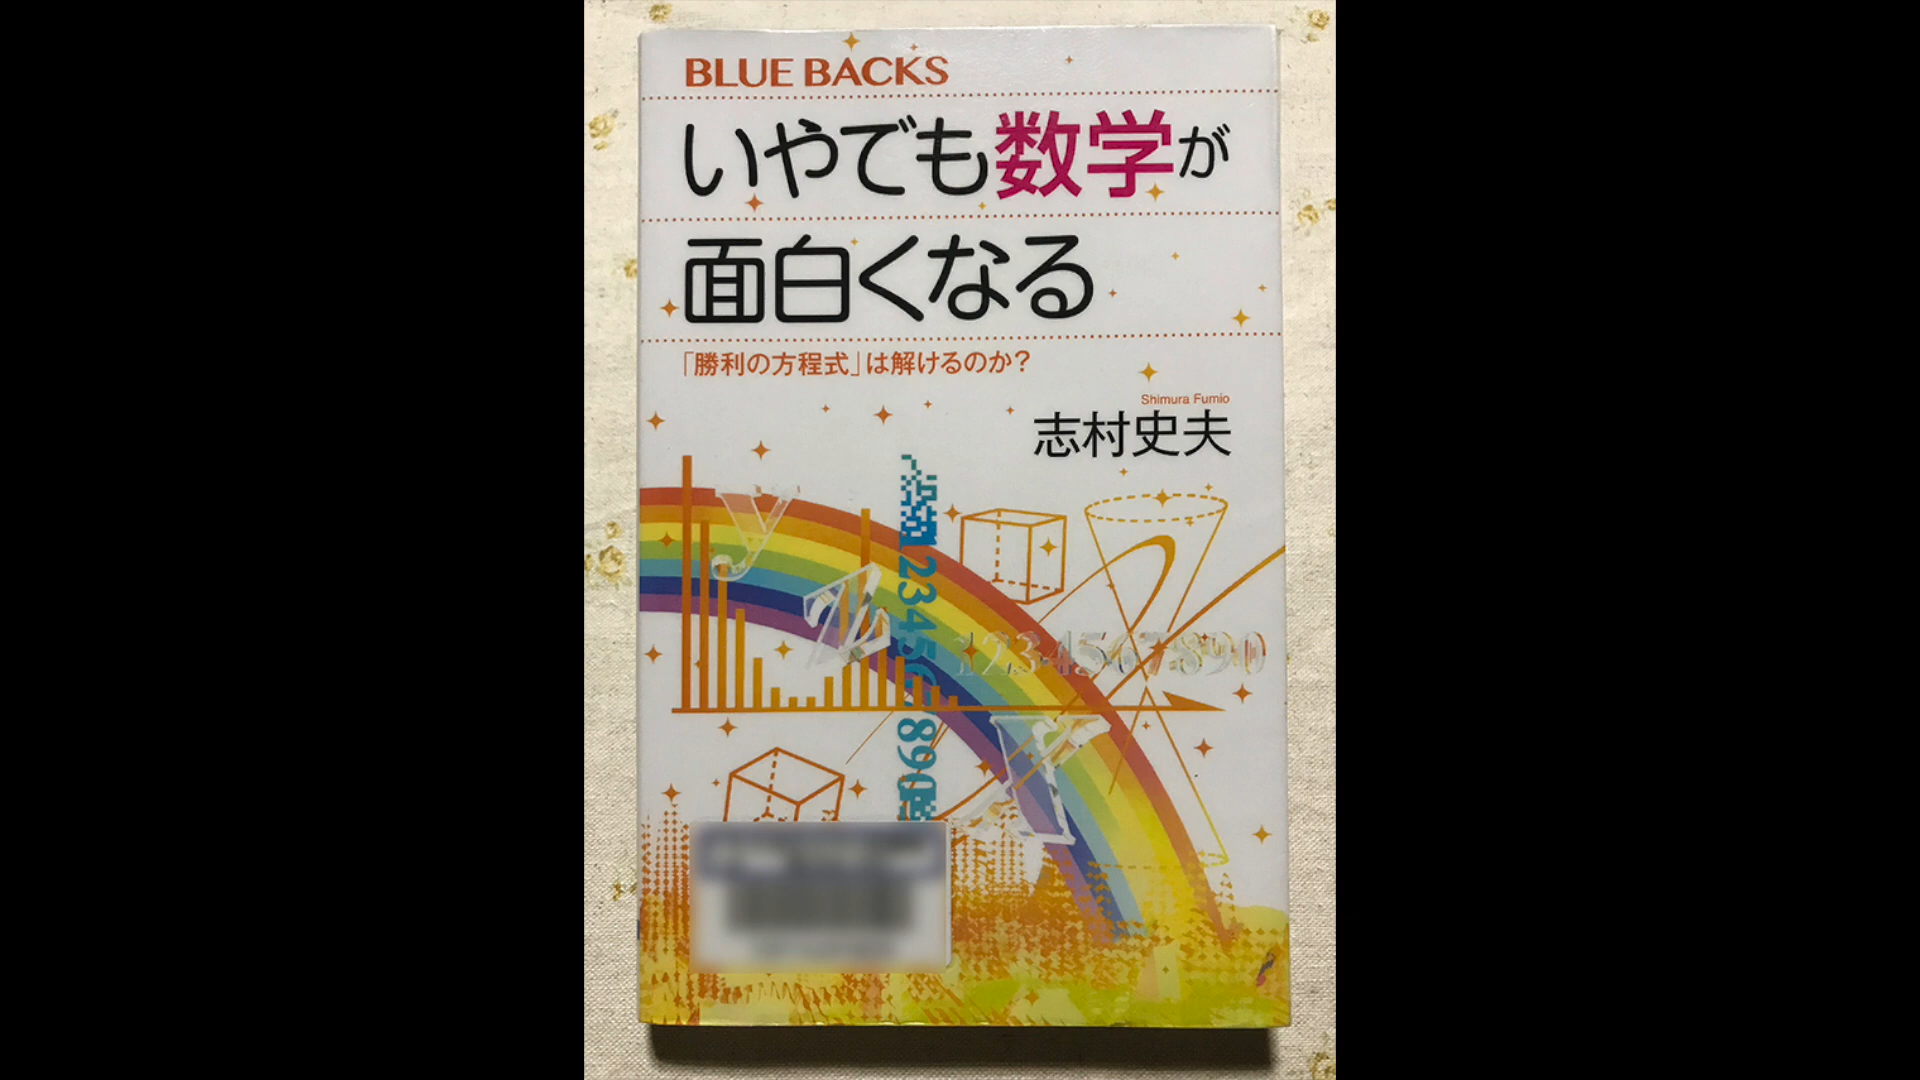 BLUE BACKS
いやでも数学が
面白くなる
「勝利の方程式」は解けるのか?
Shimura Fumio
志村史夫
y
1234567890